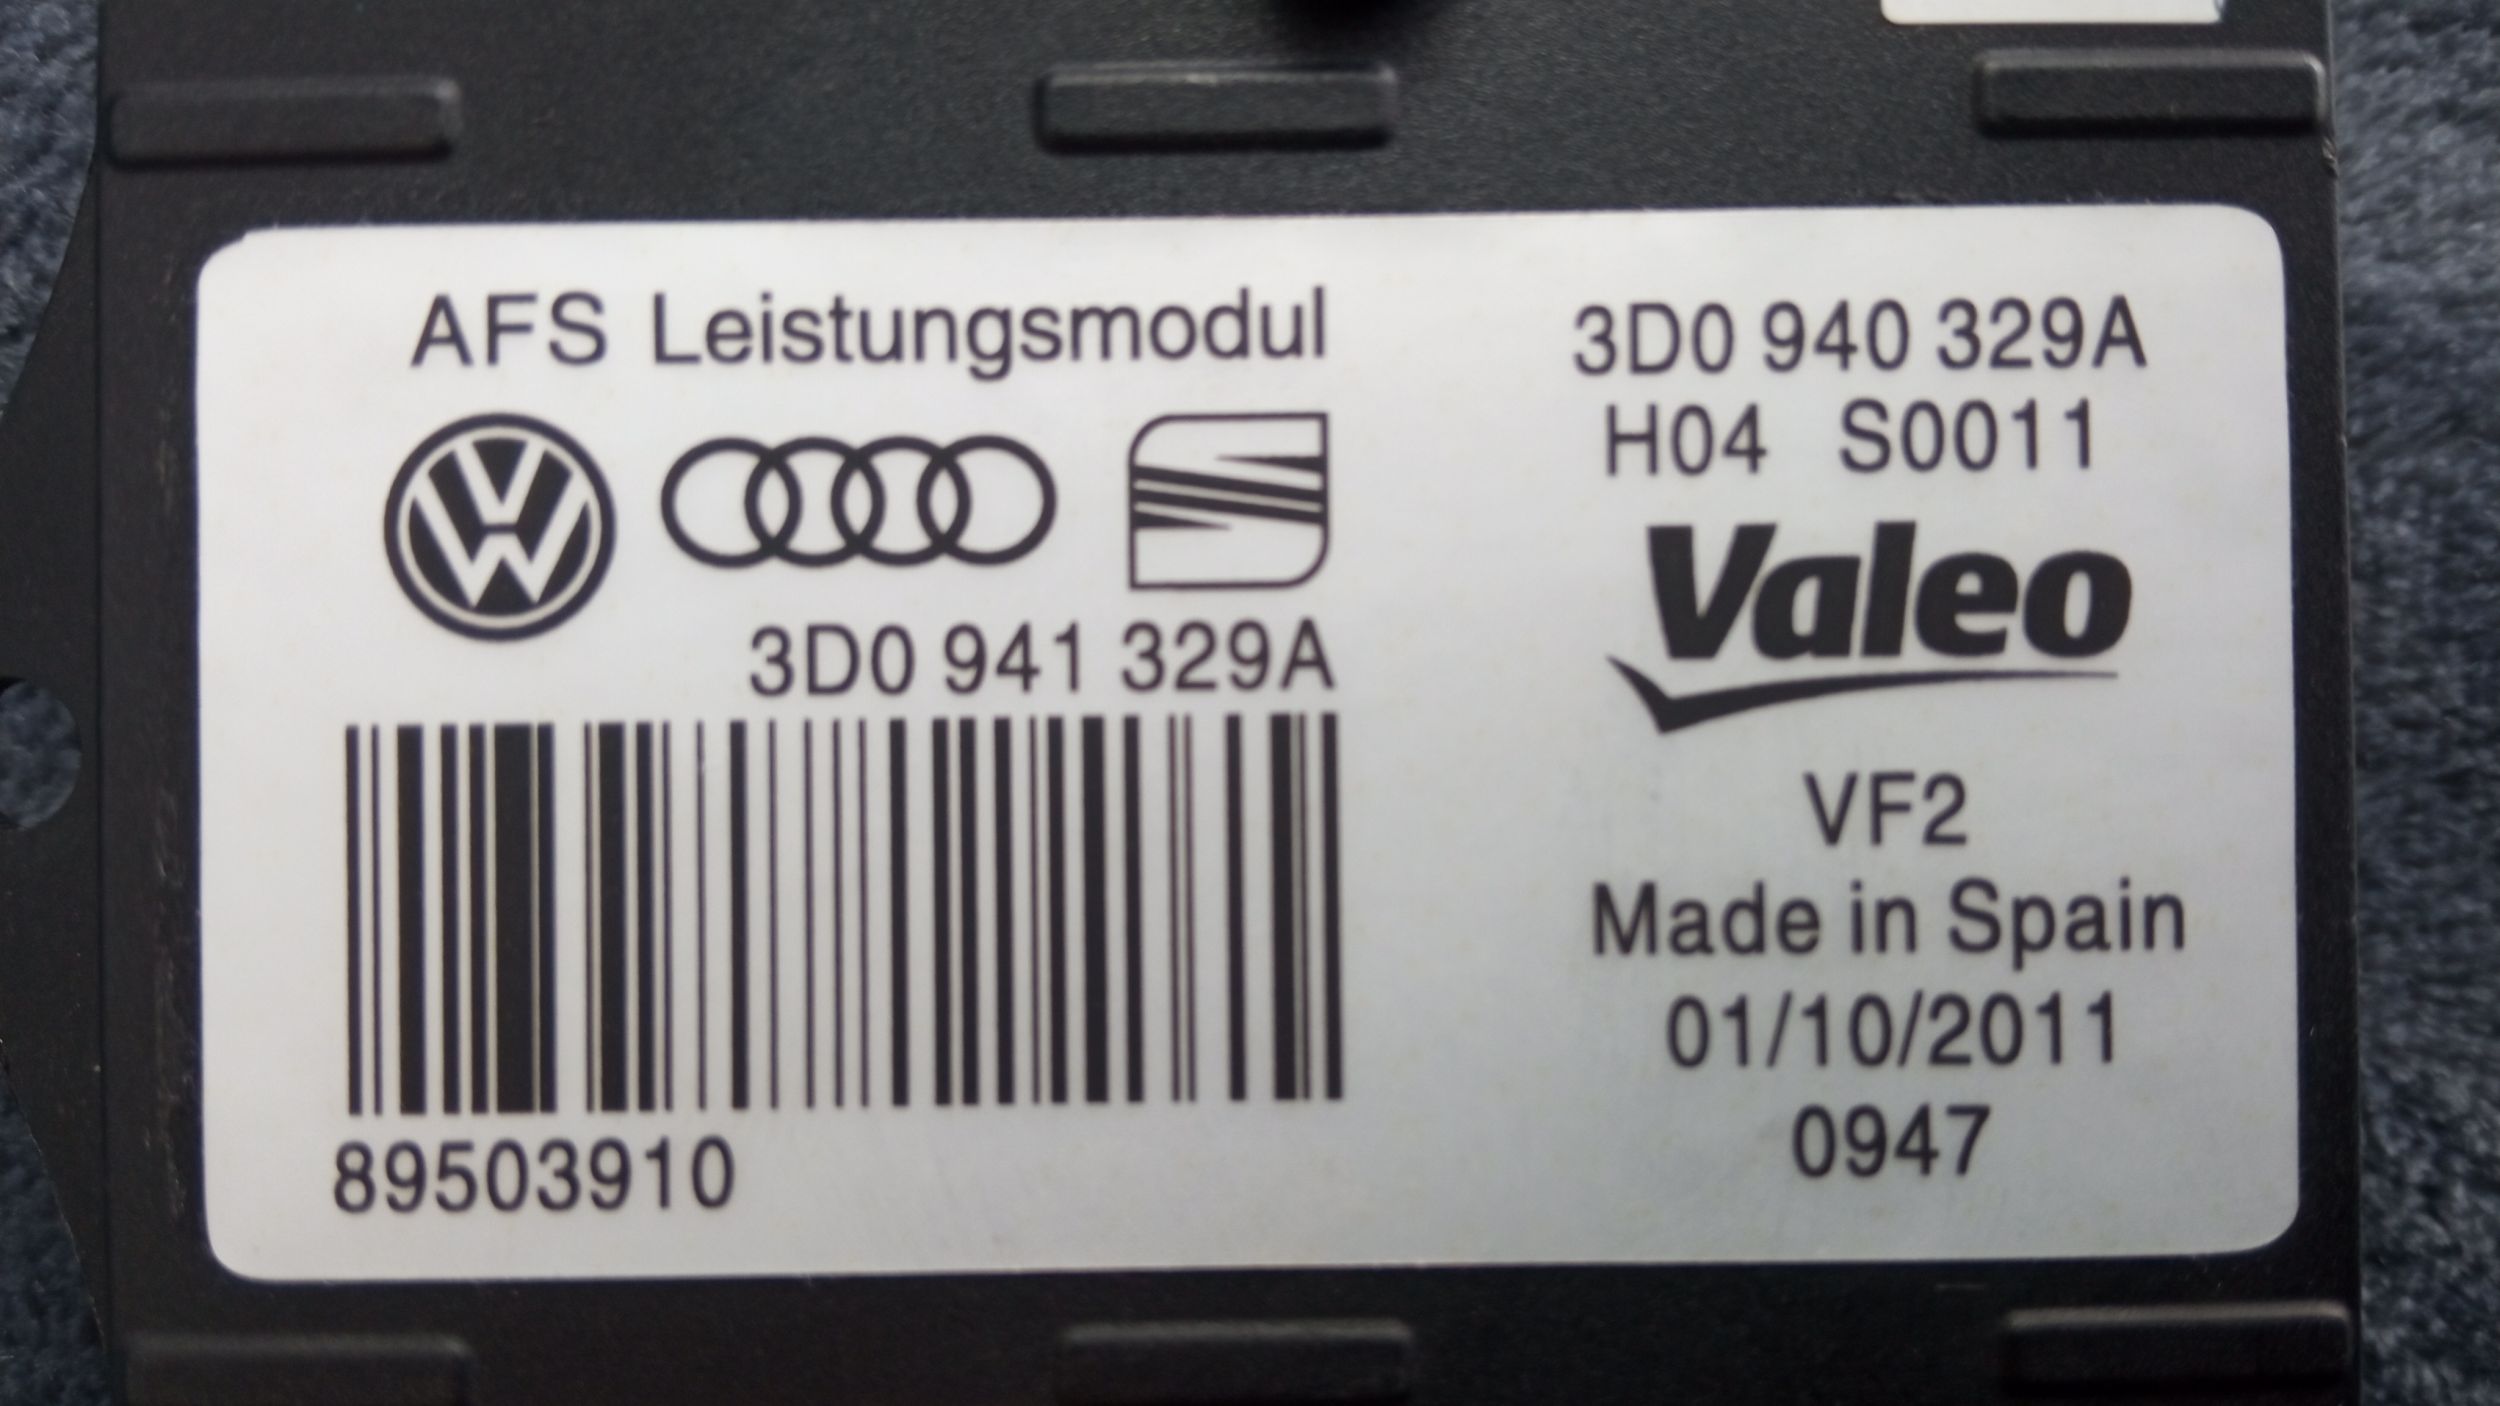 AFS Leistungsmodul
3D0 941 329A
89503910
3D0 940 329A
H04 S0011
Valeo
VF2
Made in Spain
01/10/2011
0947